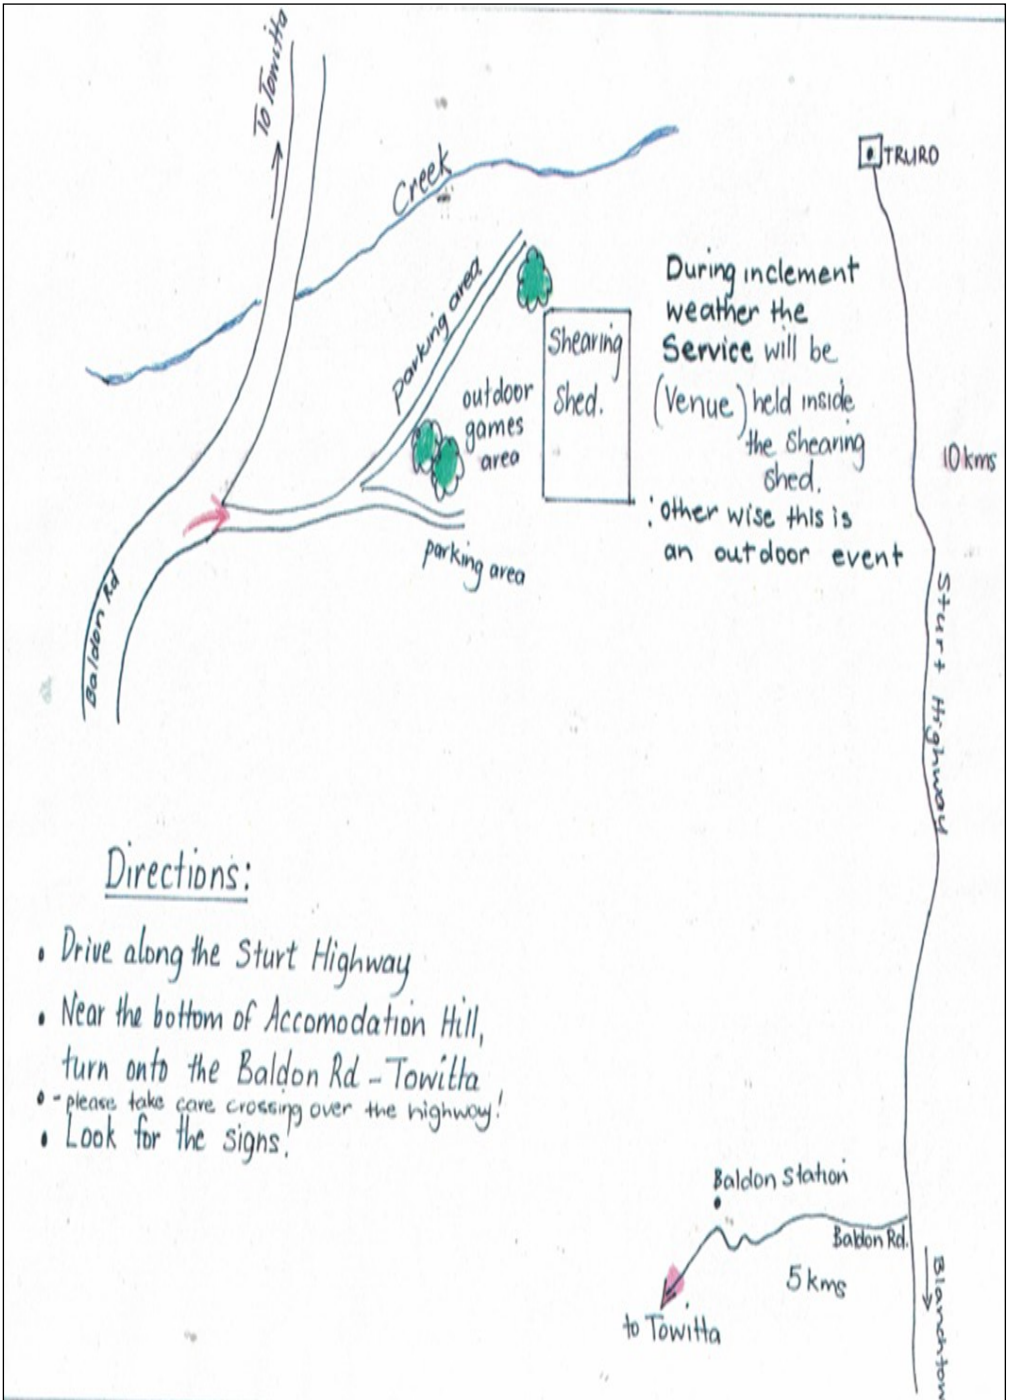 To Towitta
Creek
TRURO
parking area
During inclement
weather the
Service will be
(Venue) held inside
the Shearing
shed.
: other wise this is
an outdoor event
Shearing
Shed.
outdoor
games
area
parking area
Baldon Rd
10kms
Sturt Highway
Directions:
• Drive along the Sturt Highway
• Near the bottom of Accomodation Hill,
turn onto the Baldon Rd - Towitta
• - please take care crossing over the highway!
• Look for the signs!
Baldon Station
Baldon Rd.
5 kms
to Towitta
Blanchtown